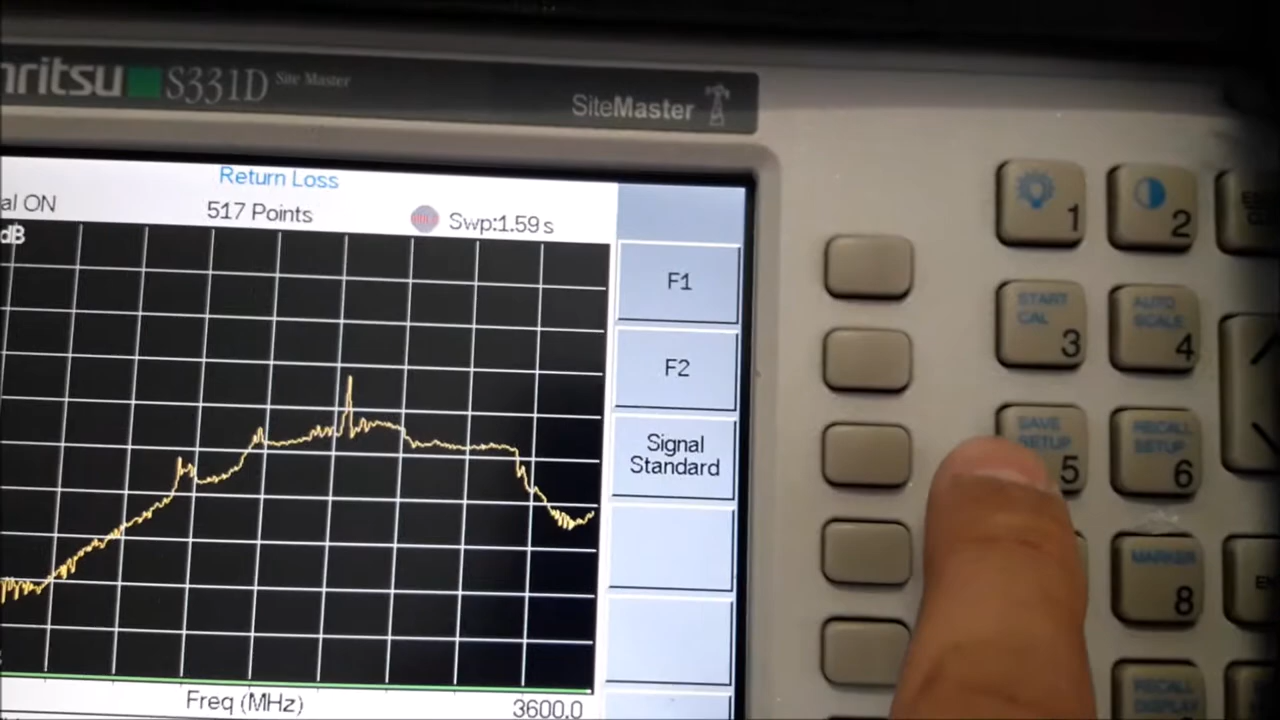 nritsu S331D Site Master
SiteMaster
Return Loss
al ON
517 Points
Swp:1.59 s
dB
F1
F2
Signal
Standard
Freq (MHz)
3600.0
1
2
START
CAL
3
AUTO
SCALE
4
SAVE
SETUP
5
RECALL
SETUP
6
MARKER
8
RECALL
DISPLAY